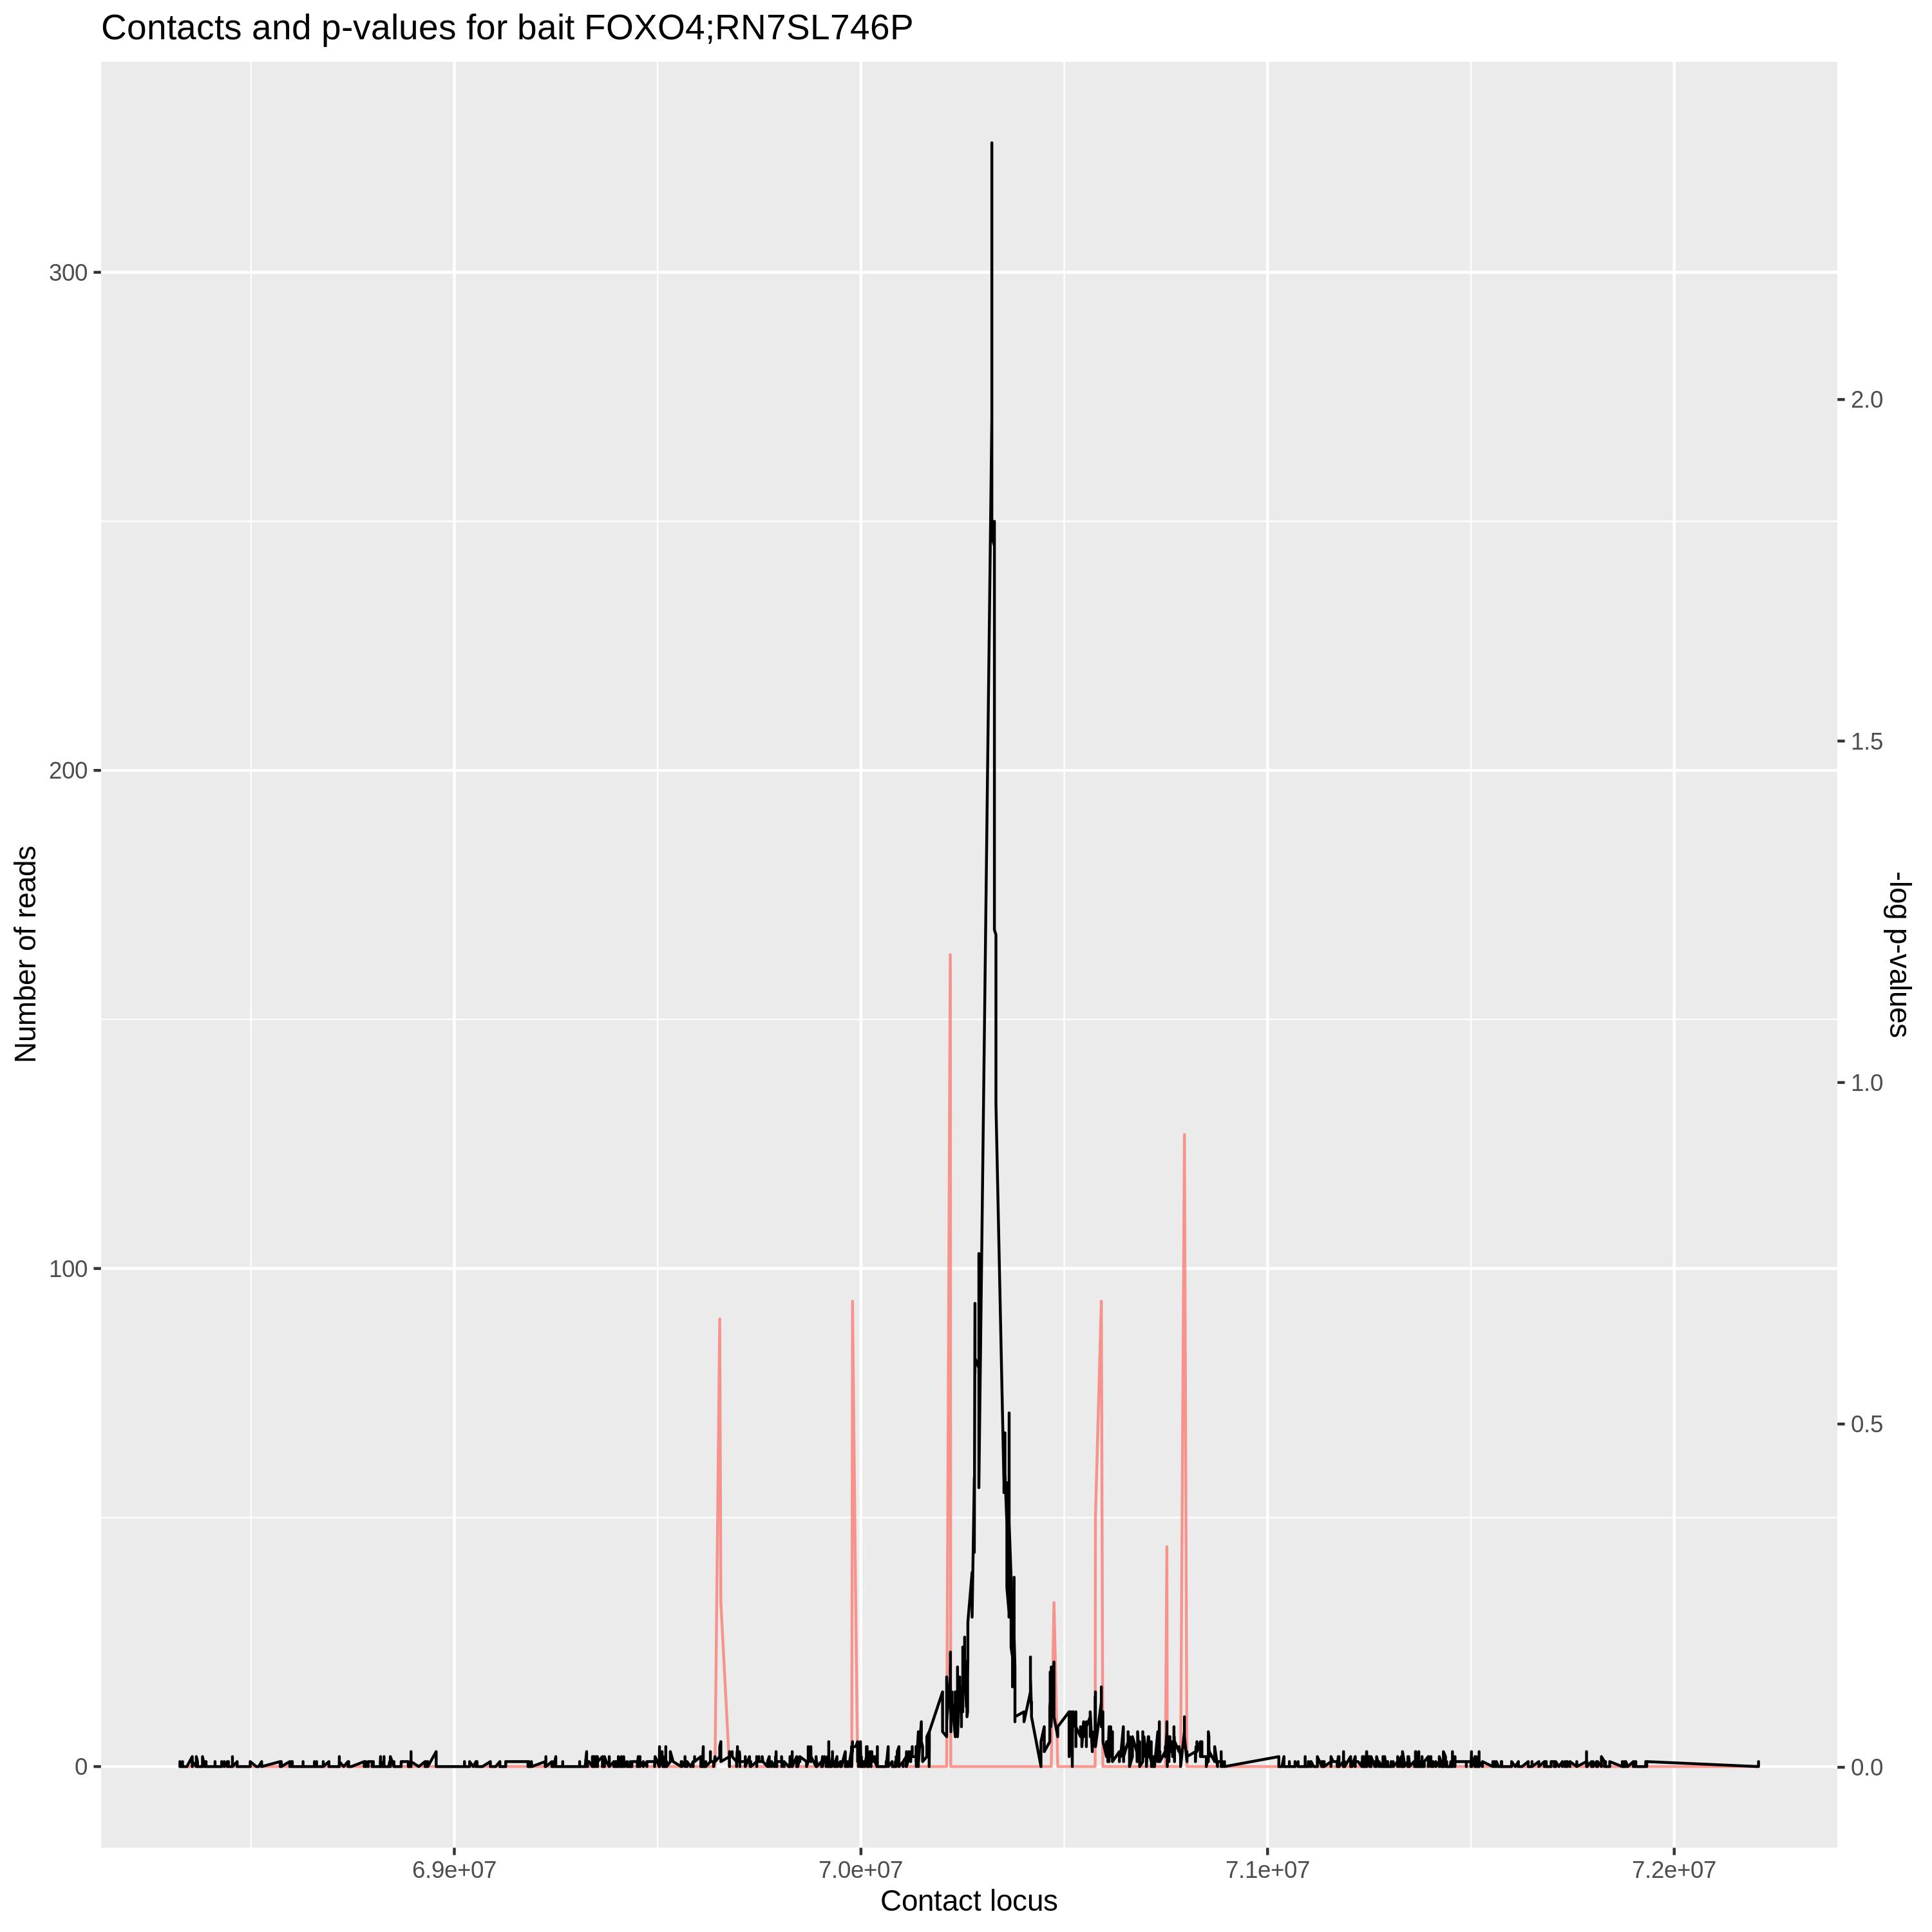 Contacts and p-values for bait FOXO4;RN7SL746P
300
200
100
0
Number of reads
2.0
1.5
1.0
0.5
0.0
-log p-values
6.9e+07 7.0e+07 7.1e+07 7.2e+07
Contact locus